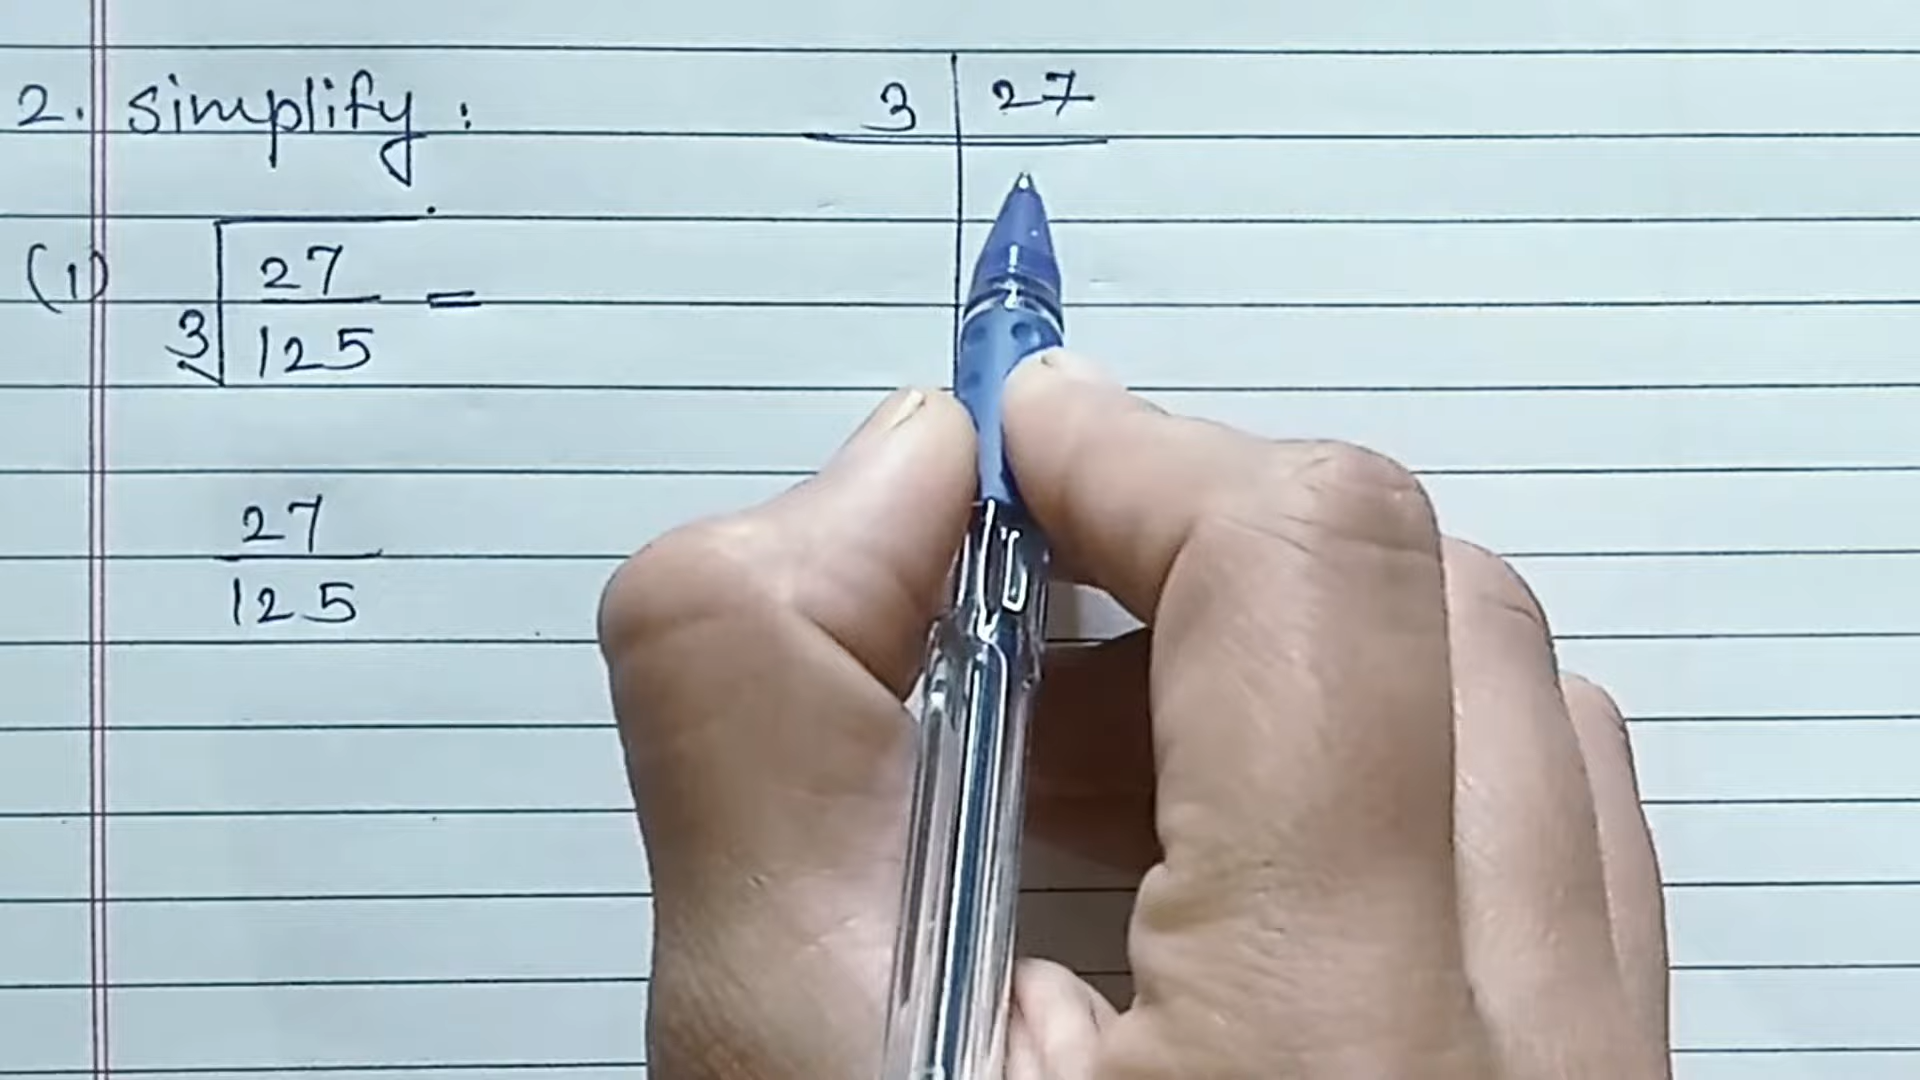 2. Simplify :
3 | 27
(1) ∛(27/125) =
27
125